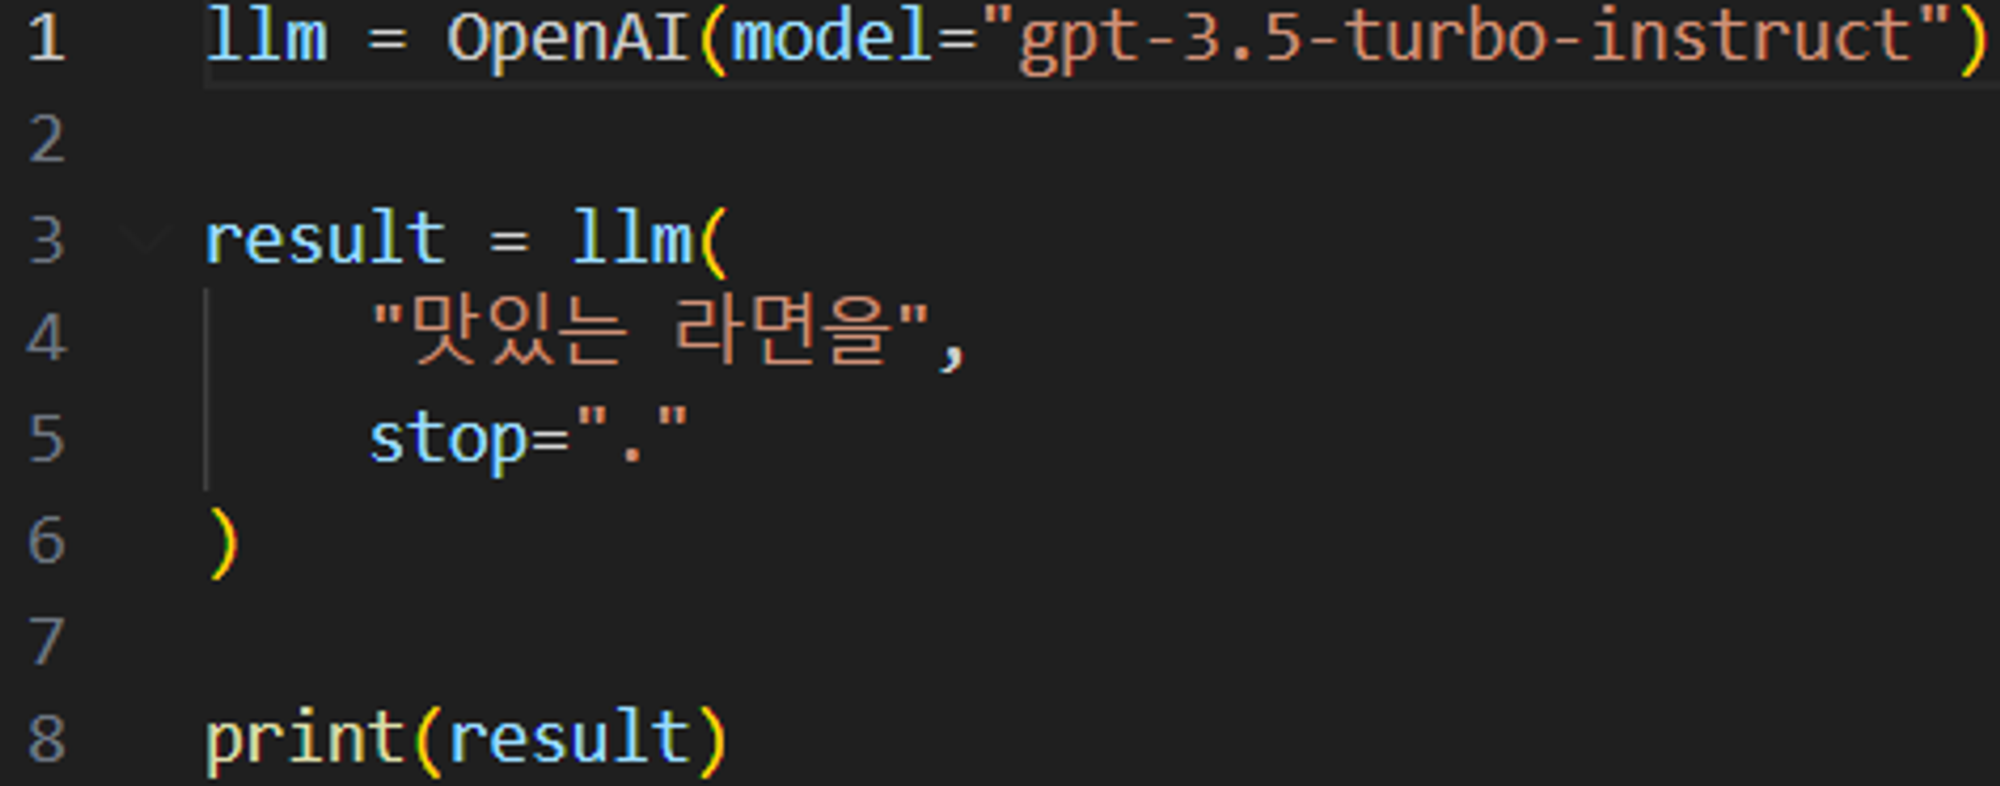 1 llm = OpenAI(model="gpt-3.5-turbo-instruct")
2
3 result = llm(
4 "맛있는 라면을",
5 stop="."
6 )
7
8 print(result)